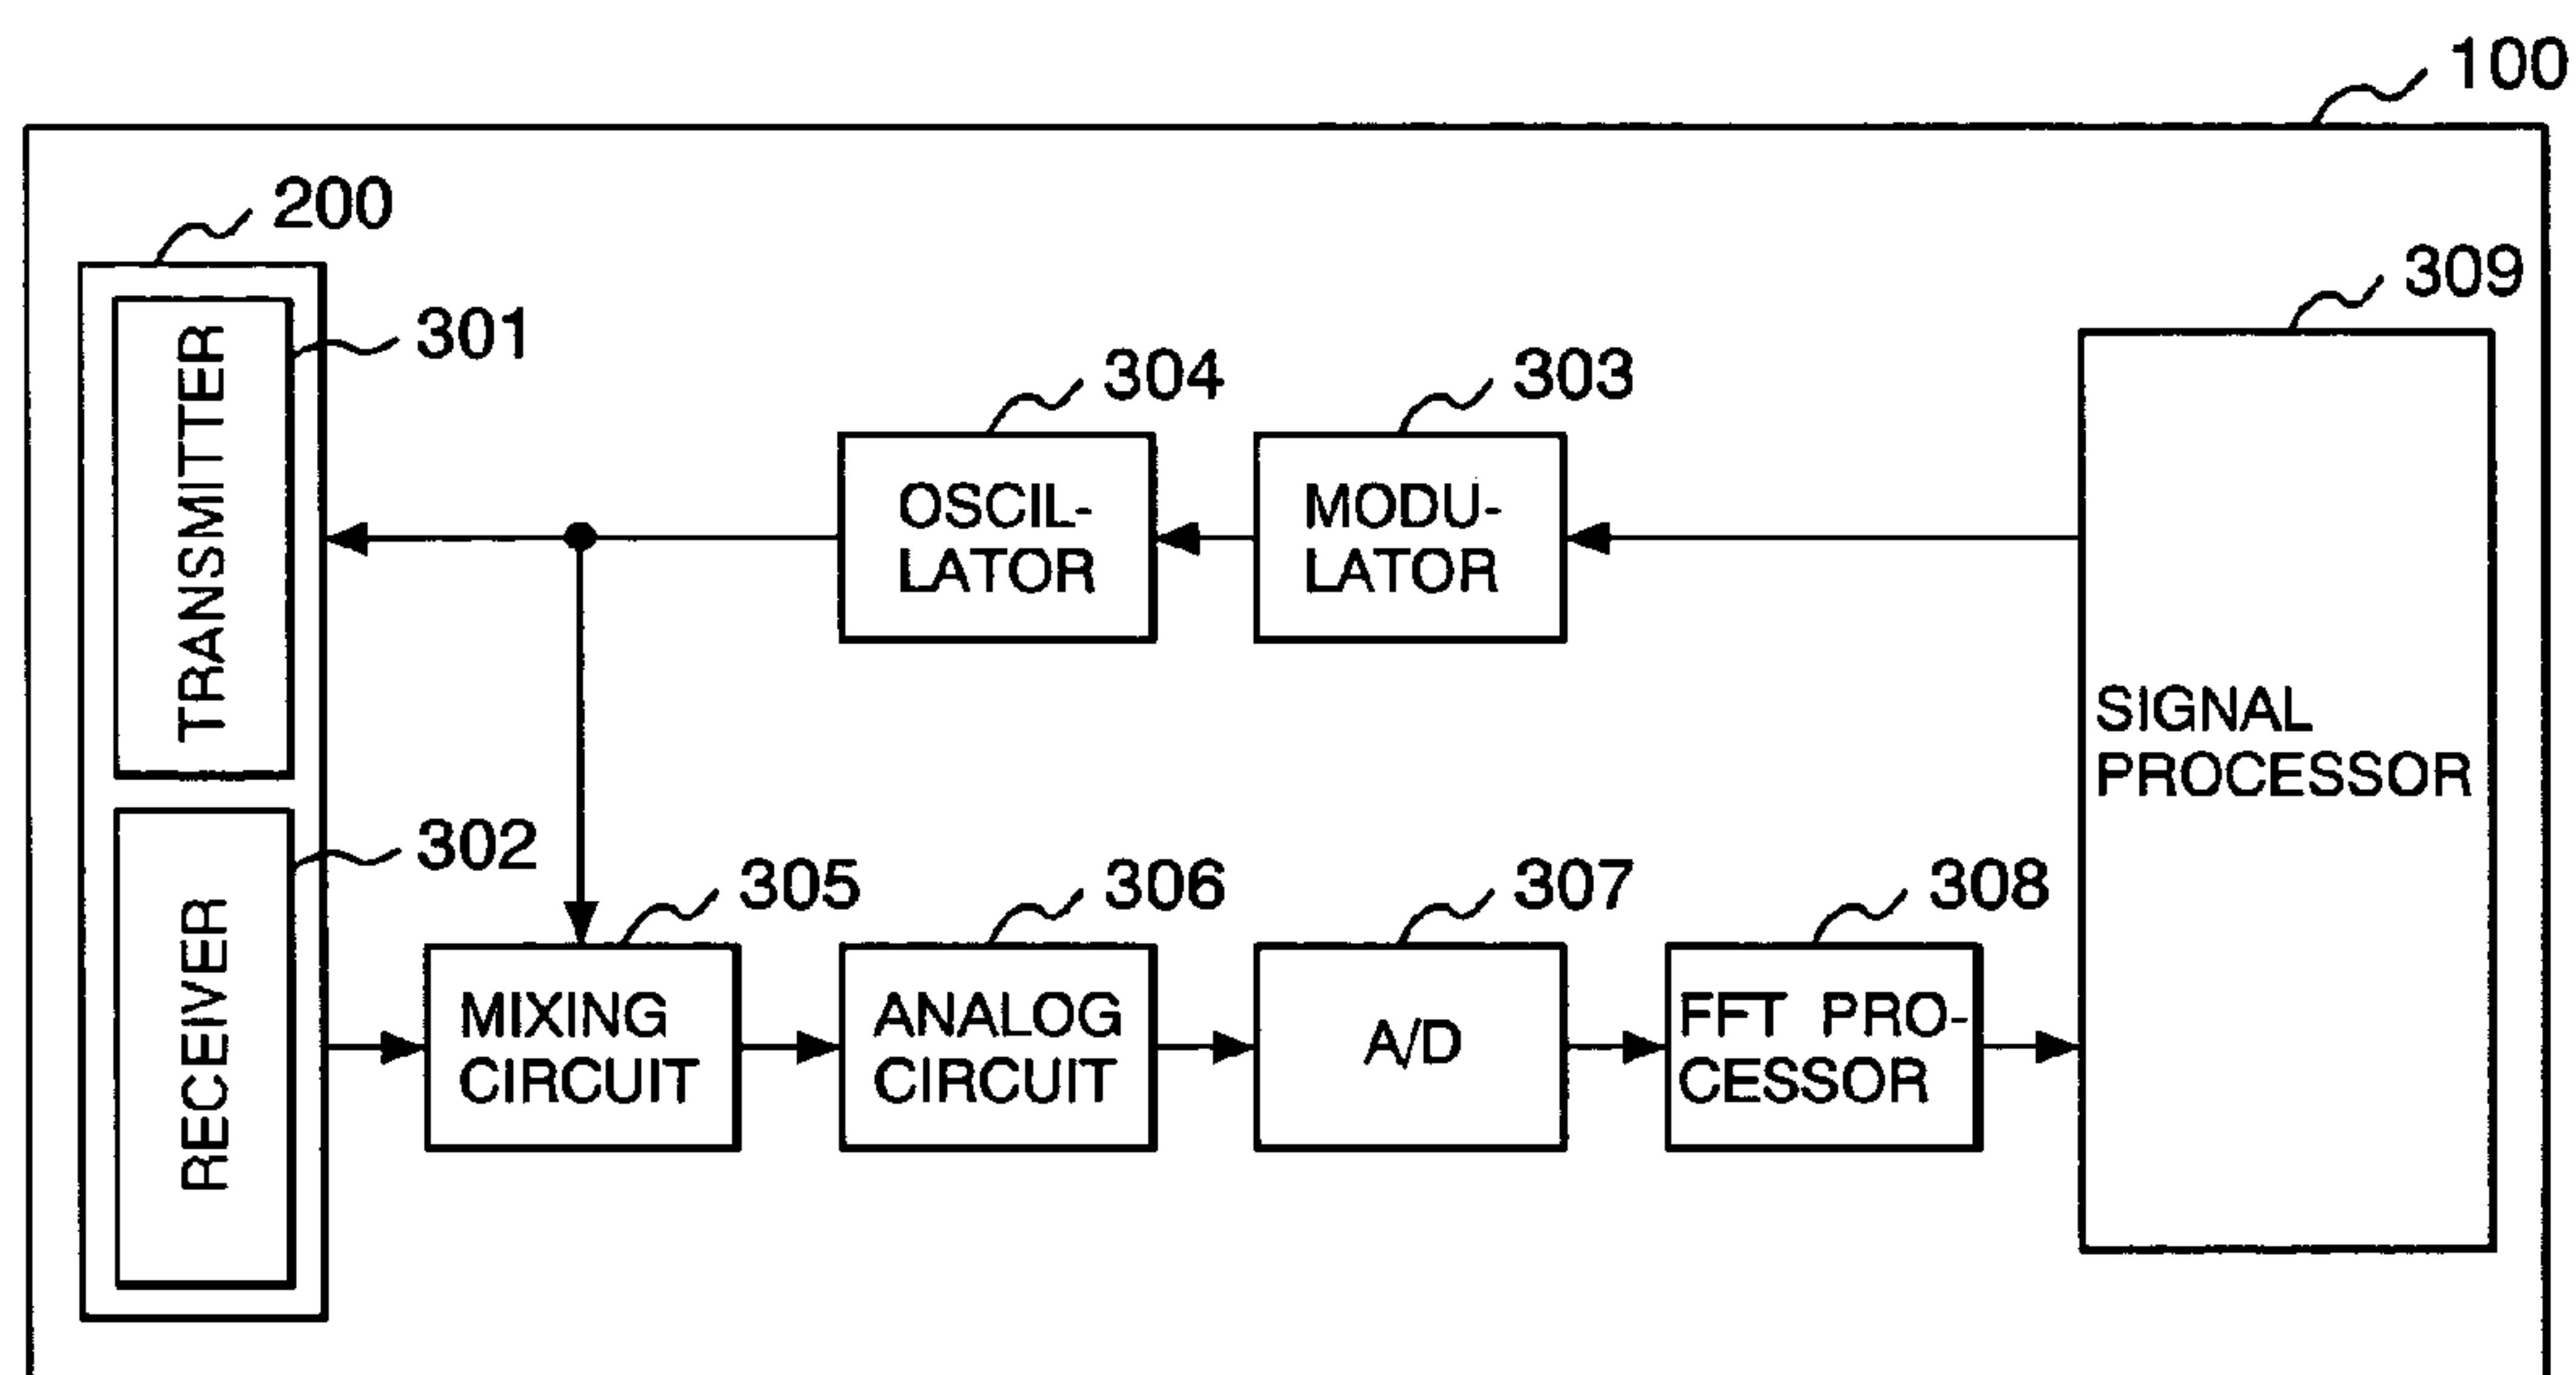 100
200
309
301
304
303
TRANSMITTER
OSCIL-
LATOR
MODU-
LATOR
SIGNAL
PROCESSOR
302
305
306
307
308
RECEIVER
MIXING
CIRCUIT
ANALOG
CIRCUIT
A/D
FFT PRO-
CESSOR